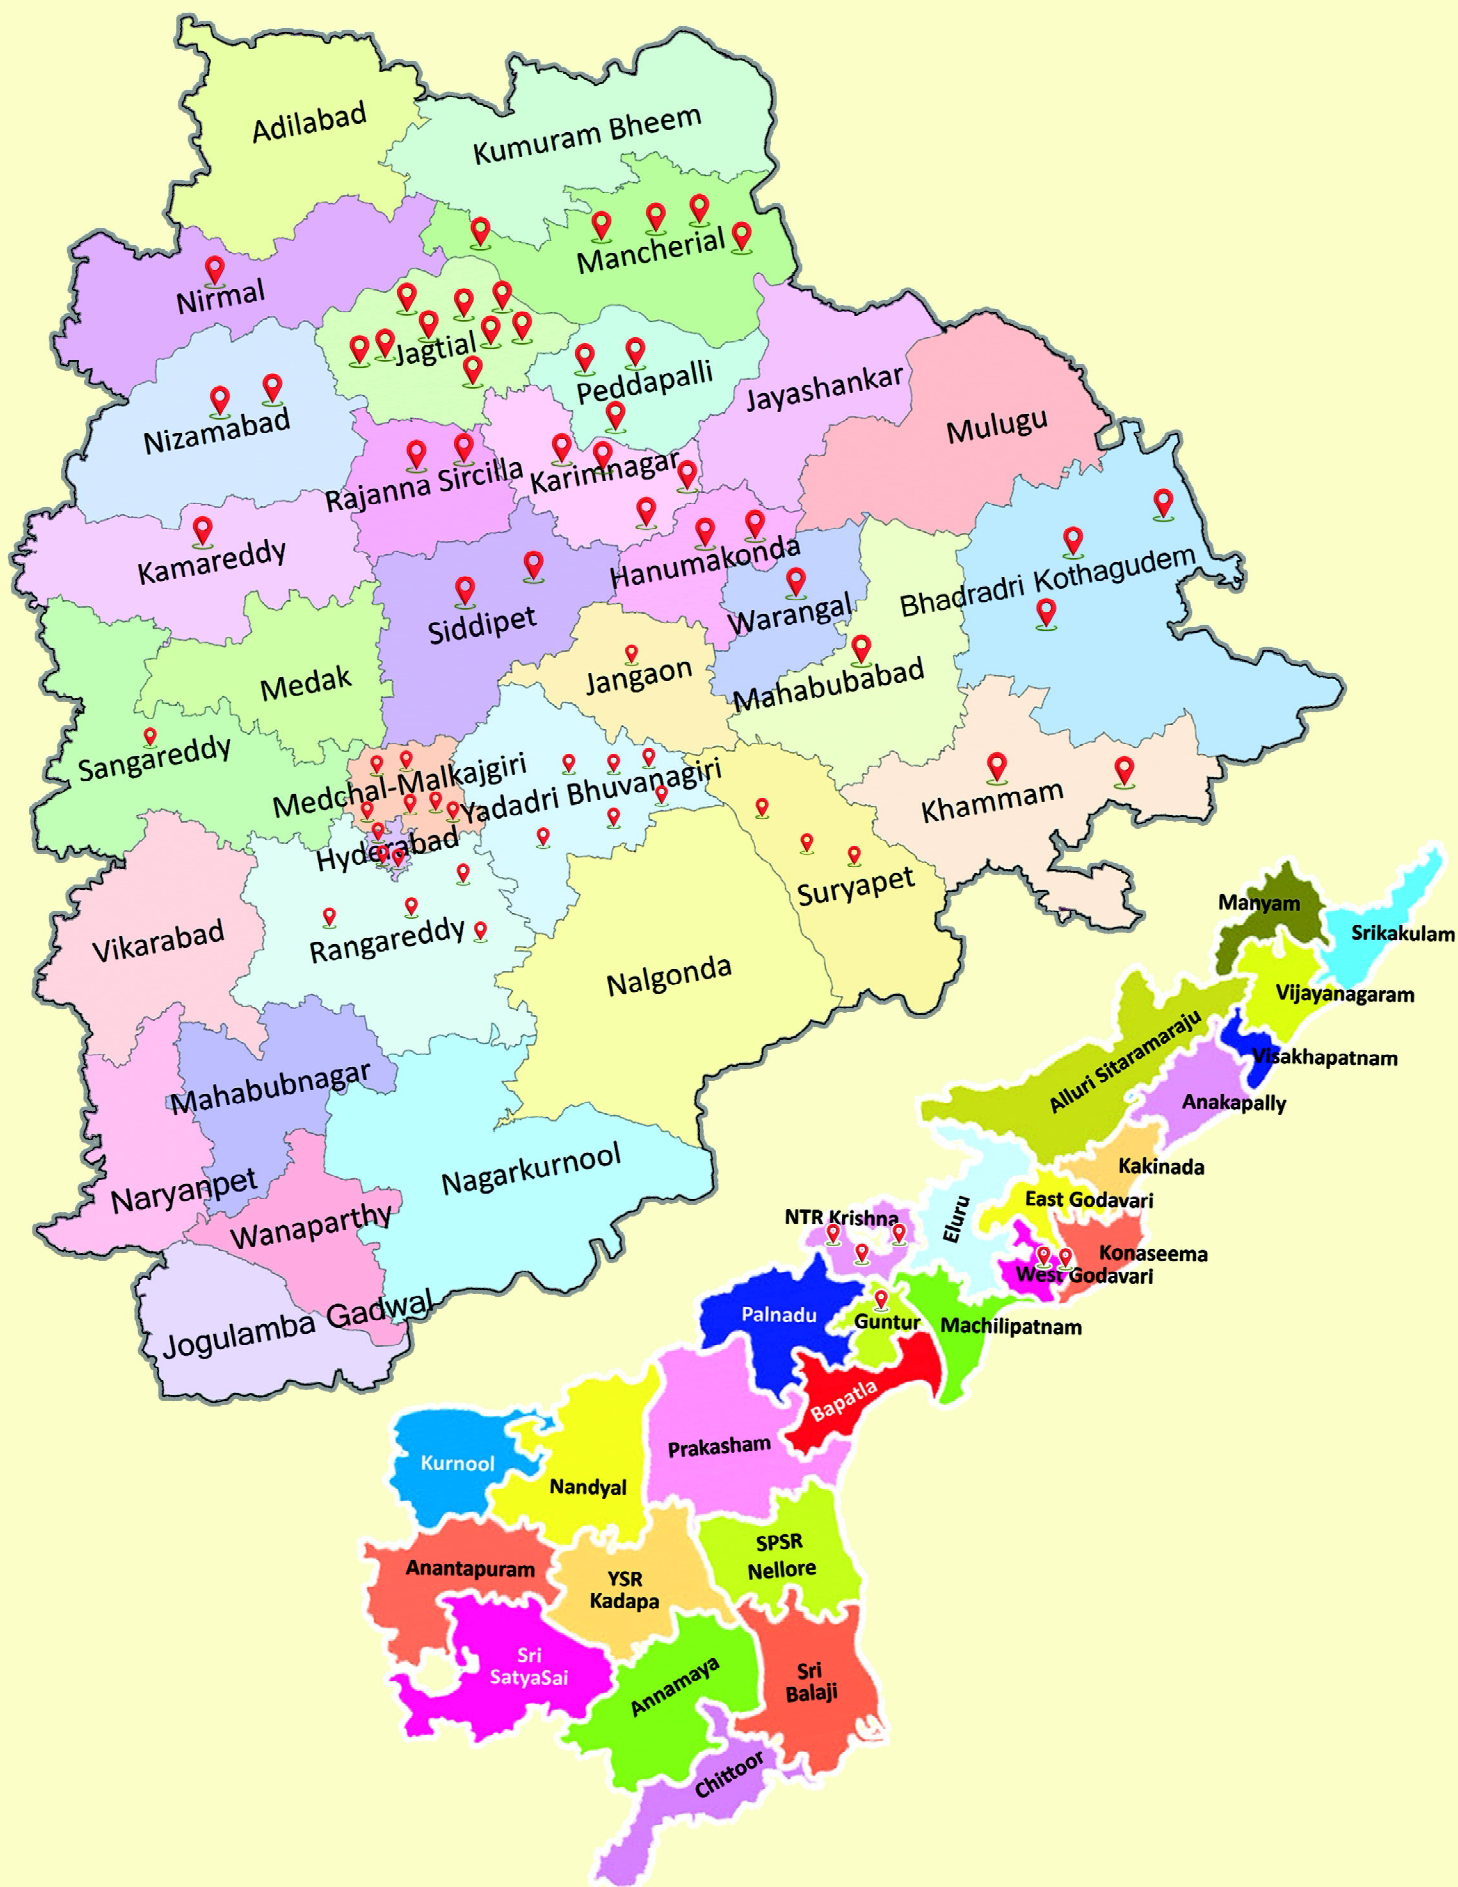 Adilabad
Kumuram Bheem
Mancherial
Nirmal
Jagtial
Peddapalli
Jayashankar
Mulugu
Nizamabad
Rajanna Sircilla
Karimnagar
Kamareddy
Hanumakonda
Bhadradri Kothagudem
Siddipet
Warangal
Medak
Jangaon
Mahabubabad
Sangareddy
Medchal-Malkajgiri
Yadadri Bhuvanagiri
Khammam
Hyderabad
Suryapet
Vikarabad
Rangareddy
Nalgonda
Mahabubnagar
Naryanpet
Nagarkurnool
Wanaparthy
Jogulamba Gadwal
Manyam
Srikakulam
Vijayanagaram
Alluri Sitaramaraju
Visakhapatnam
Anakapally
Kakinada
East Godavari
NTR Krishna
Eluru
Konaseema
West Godavari
Palnadu
Guntur
Machilipatnam
Bapatla
Prakasham
Kurnool
Nandyal
SPSR
Nellore
Anantapuram
YSR
Kadapa
Sri
SatyaSai
Annamaya
Sri
Balaji
Chittoor